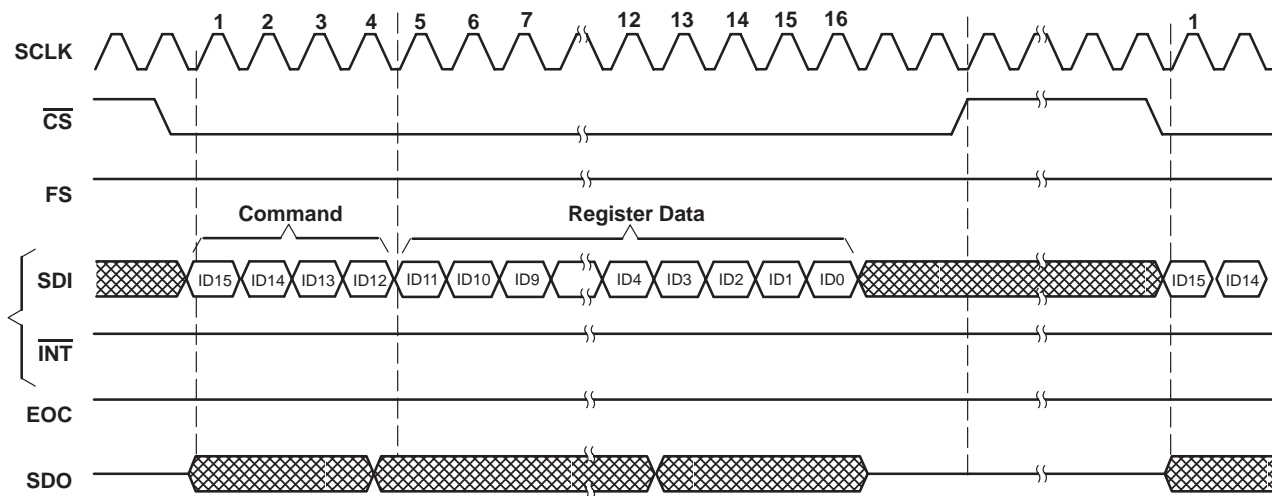 1 2 3 4 5 6 7 12 13 14 15 16 1
SCLK
CS
FS
Command Register Data
SDI ID15 ID14 ID13 ID12 ID11 ID10 ID9 ID4 ID3 ID2 ID1 ID0 ID15 ID14
INT
EOC
SDO